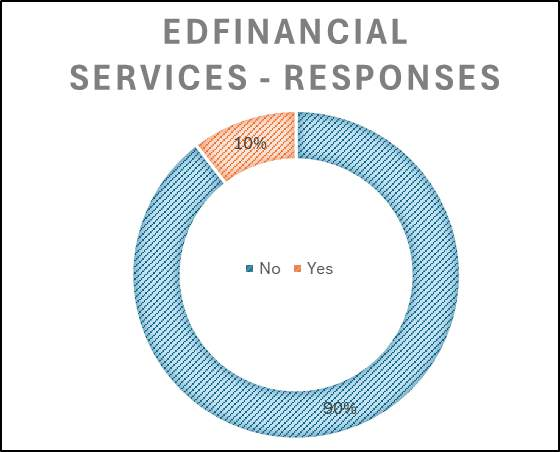 EDFINANCIAL
SERVICES - RESPONSES
10%
No Yes
90%